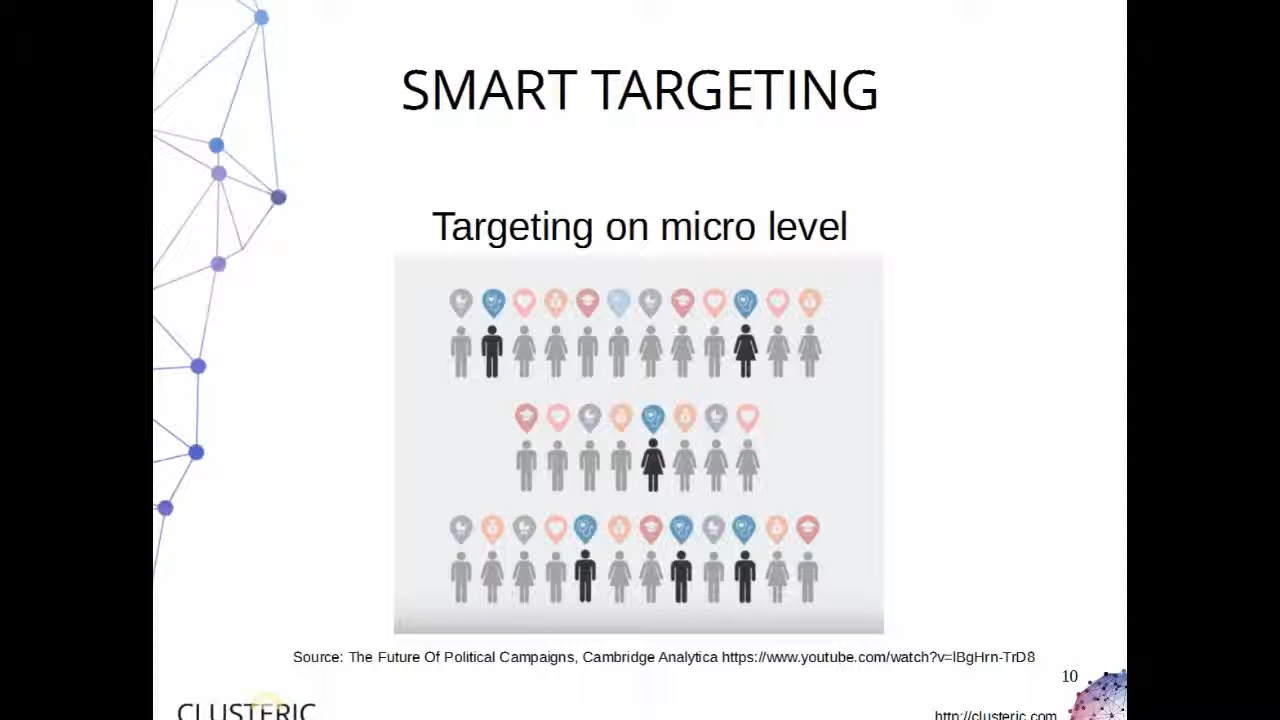 SMART TARGETING
Targeting on micro level
Source: The Future Of Political Campaigns, Cambridge Analytica https://www.youtube.com/watch?v=lBgHrn-TrD8
10
CLUSTERIC
http://clusteric.com